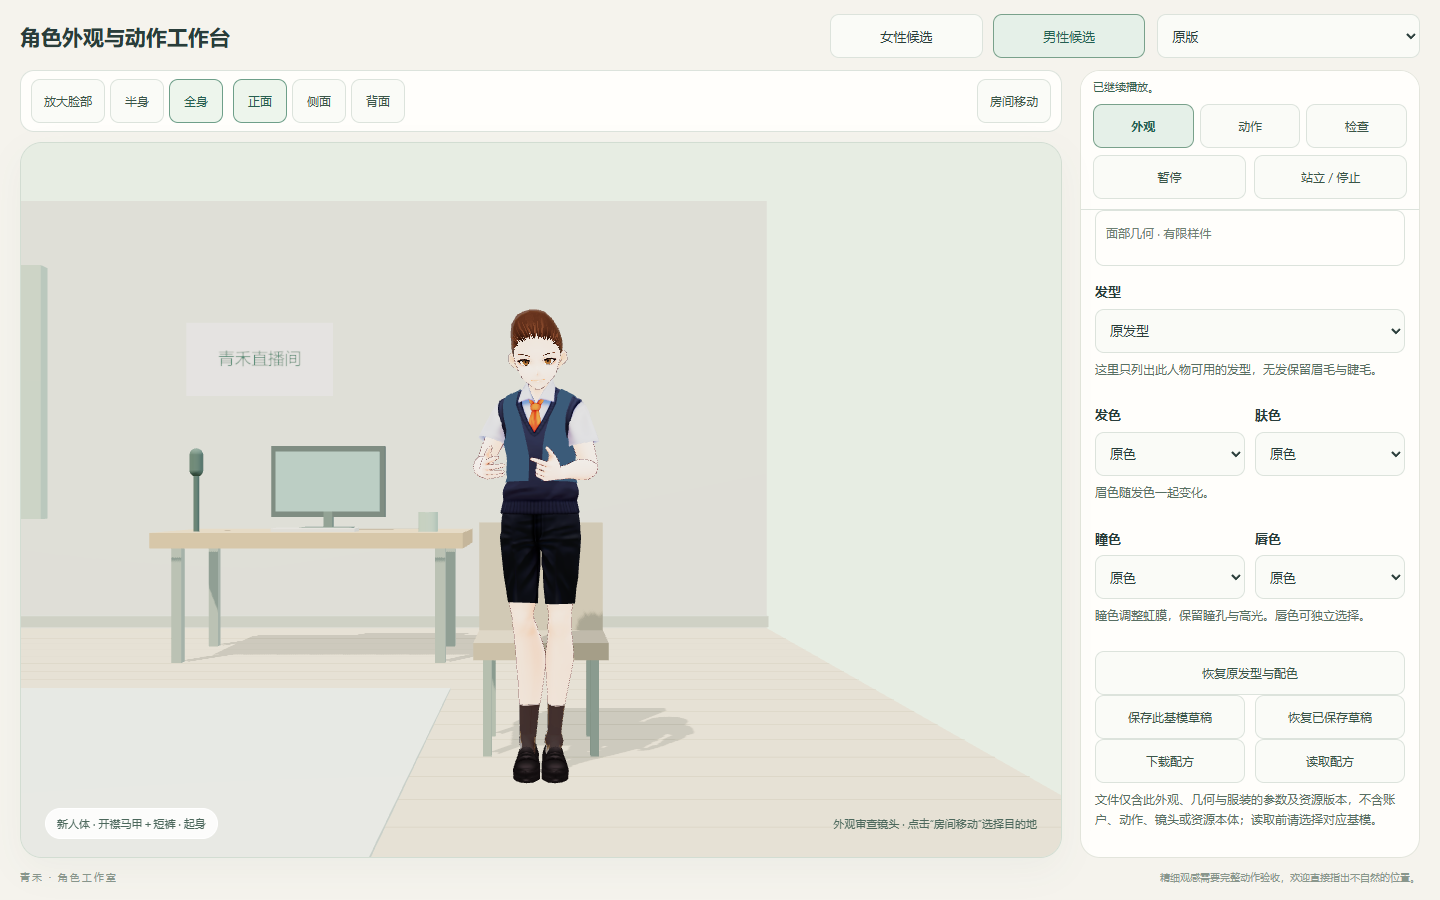 角色外观与动作工作台
女性候选
男性候选
原版
放大脸部
半身
全身
正面
侧面
背面
房间移动
已继续播放。
外观
动作
检查
暂停
站立 / 停止
面部几何 · 有限样件
发型
原发型
这里只列出此人物可用的发型，无发保留眉毛与睫毛。
发色
肤色
原色
原色
眉色随发色一起变化。
瞳色
唇色
原色
原色
瞳色调整虹膜，保留瞳孔与高光。唇色可独立选择。
恢复原发型与配色
保存此基模草稿
恢复已保存草稿
下载配方
读取配方
文件仅含此外观、几何与服装的参数及资源版本，不含账
户、动作、镜头或资源本体；读取前请选择对应基模。
青禾直播间
新人体 · 开襟马甲 + 短裤 · 起身
外观审查镜头 · 点击“房间移动”选择目的地
青禾 · 角色工作室
精细观感需要完整动作验收，欢迎直接指出不自然的位置。